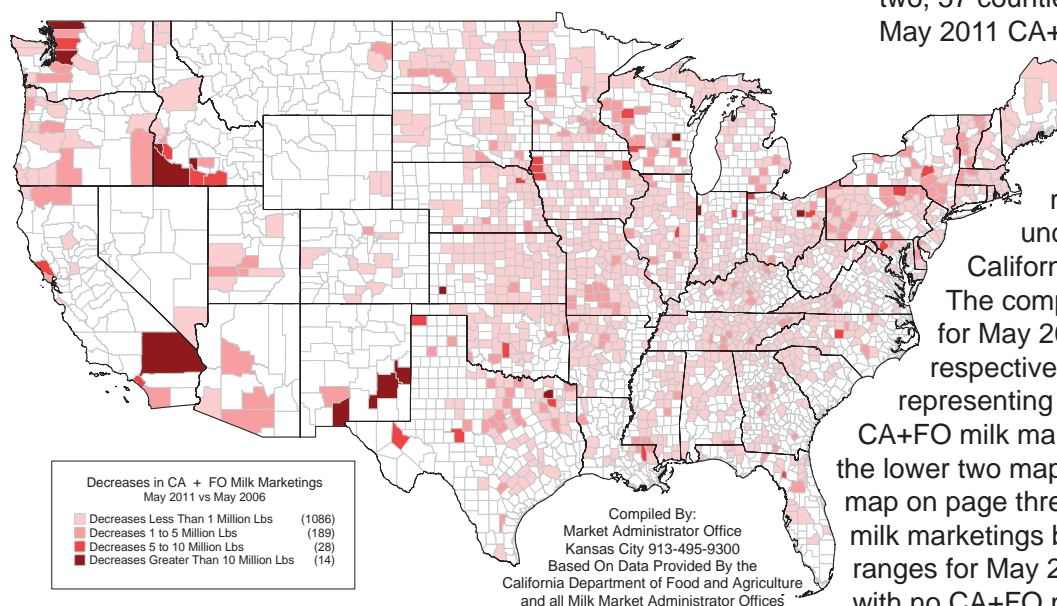 two, 57 counties
May 2011 CA+
Californ
The comp
for May 20
respective
representing
CA+FO milk ma
the lower two map
map on page thre
milk marketings b
ranges for May 2
with no CA+FO
Decreases in CA + FO Milk Marketings
May 2011 vs May 2006
Decreases Less Than 1 Million Lbs (1086)
Decreases 1 to 5 Million Lbs (189)
Decreases 5 to 10 Million Lbs (28)
Decreases Greater Than 10 Million Lbs (14)
Compiled By:
Market Administrator Office
Kansas City 913-495-9300
Based On Data Provided By the
California Department of Food and Agriculture
and all Milk Market Administrator Offices